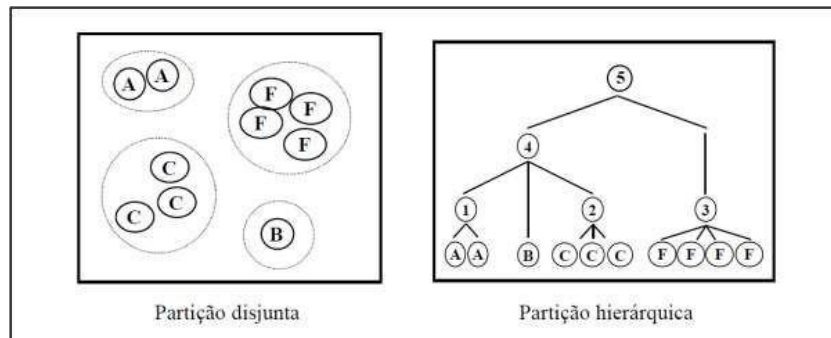 A A
F
F F
F
C
C C
B
Partição disjunta
5
4
1 2 3
A A B C C C F F F F
Partição hierárquica